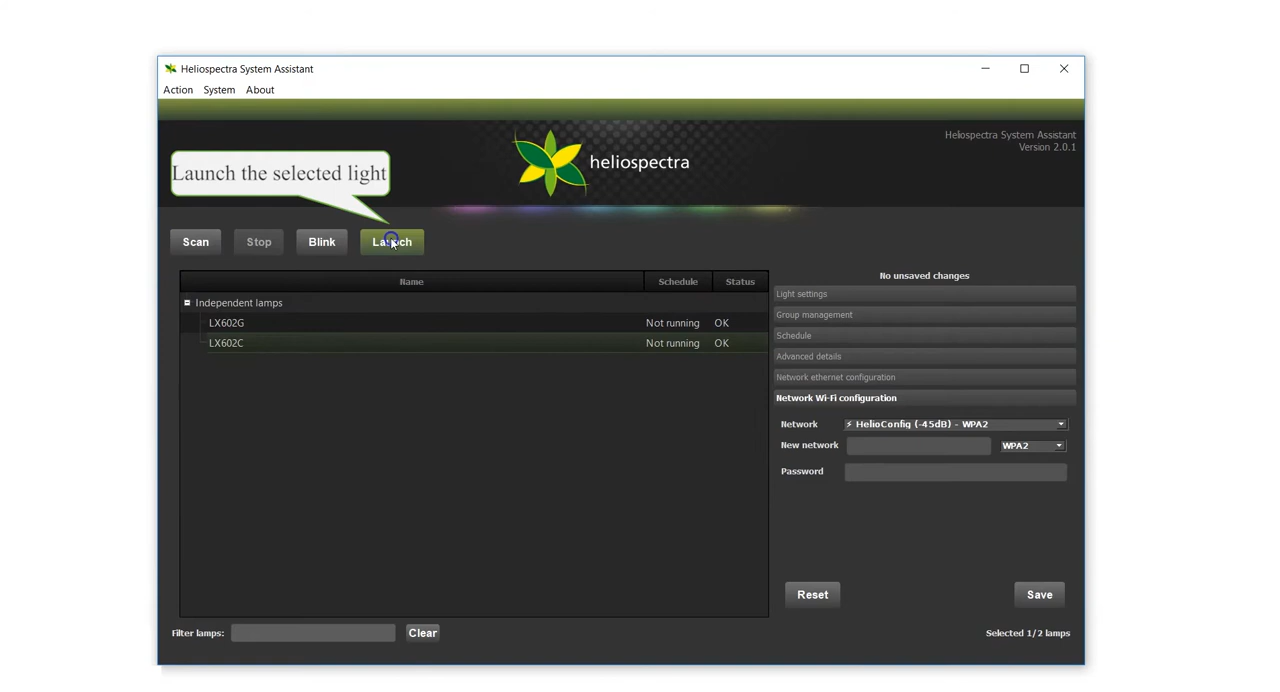 Heliospectra System Assistant
Action System About
Heliospectra System Assistant
Version 2.0.1
heliospectra
Launch the selected light
Scan Stop Blink Launch
Name Schedule Status
Independent lamps
LX602G Not running OK
LX602C Not running OK
No unsaved changes
Light settings
Group management
Schedule
Advanced details
Network ethernet configuration
Network Wi-Fi configuration
Network ⚡ HelioConfig (-45dB) - WPA2
New network WPA2
Password
Reset Save
Filter lamps: Clear
Selected 1/2 lamps